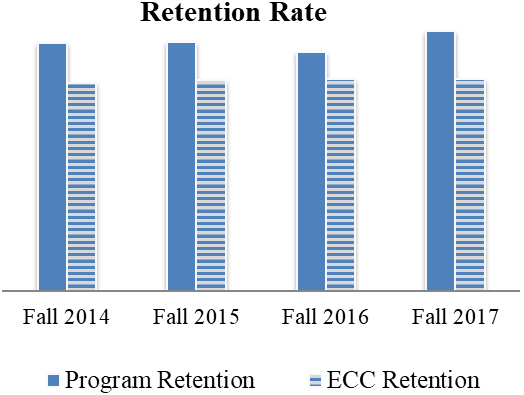 Retention Rate
Fall 2014 Fall 2015 Fall 2016 Fall 2017
Program Retention ECC Retention